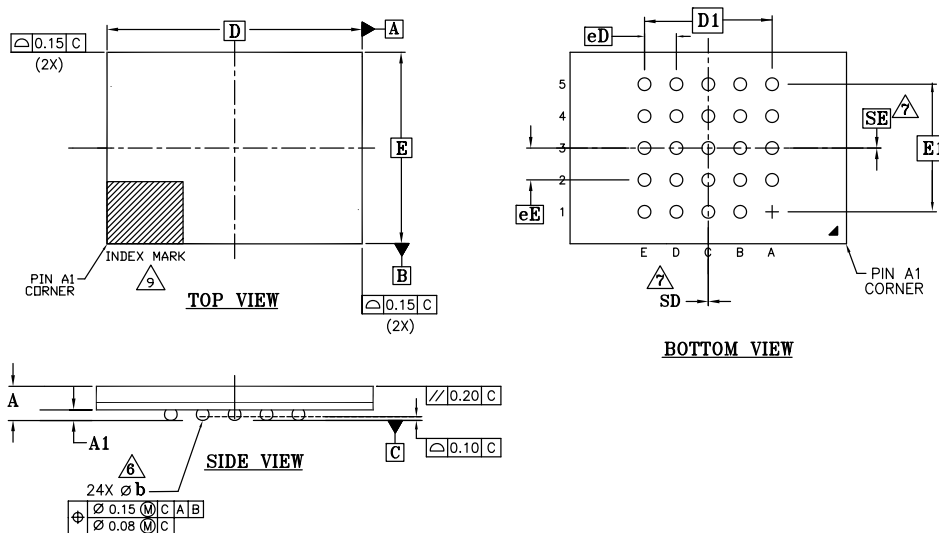 D
A
⌓ 0.15 C
(2X)
E
INDEX MARK
PIN A1
CORNER
9
B
TOP VIEW
⌓ 0.15 C
(2X)
D1
eD
5
4
3
2
1
7
SE
E1
eE
E D C B A
7
SD
PIN A1
CORNER
BOTTOM VIEW
A
A1
// 0.20 C
C
⌓ 0.10 C
SIDE VIEW
6
24X Ø b
⌖ Ø 0.15 Ⓜ C A B
Ø 0.08 Ⓜ C